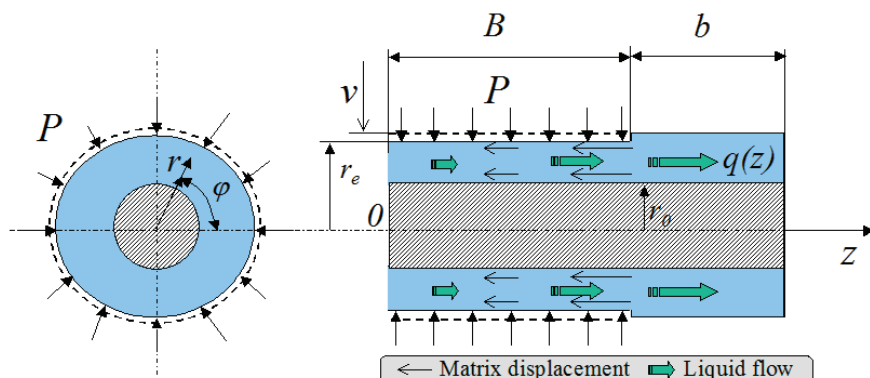 B
b
v
P
P
r
φ
r_e
q(z)
0
r_0
z
Matrix displacement
Liquid flow